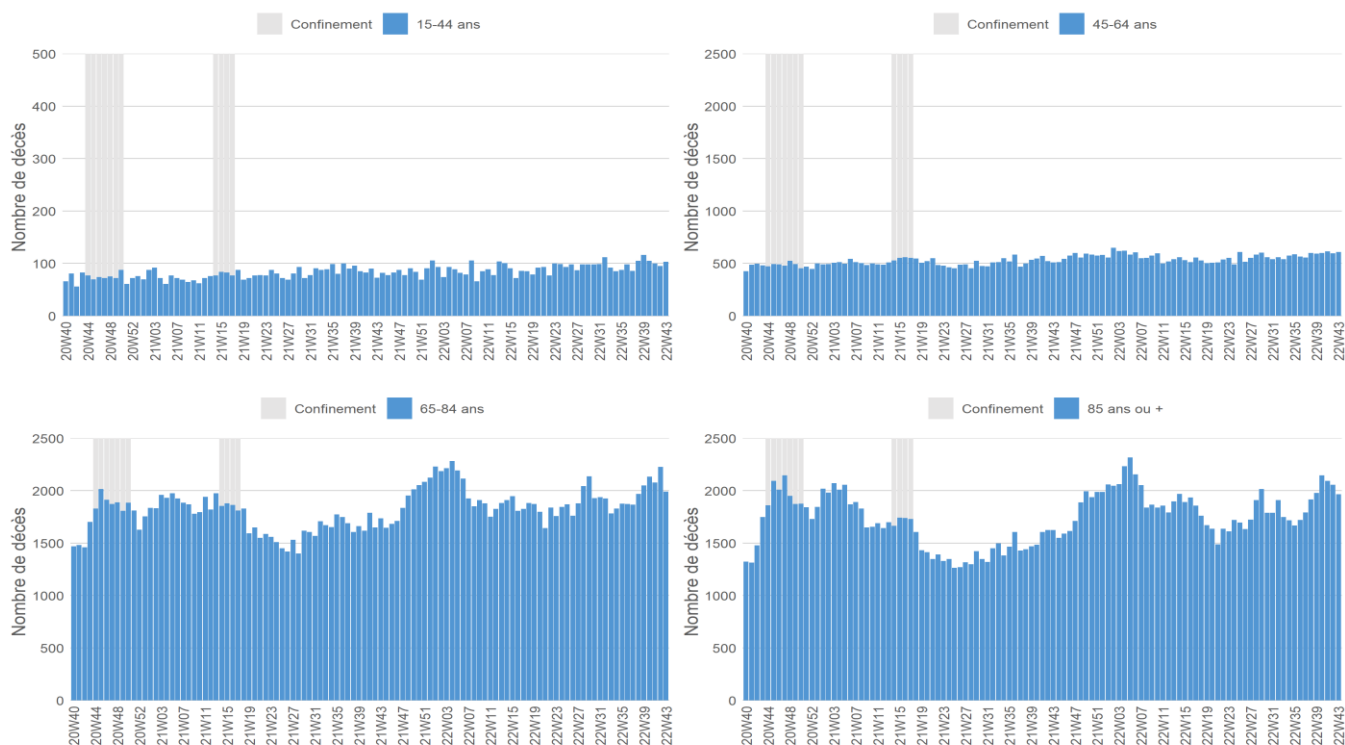 Confinement 15-44 ans
500
400
300
200
100
0
Nombre de décès
20W40 20W44 20W48 20W52 21W03 21W07 21W11 21W15 21W19 21W23 21W27 21W31 21W35 21W39 21W43 21W47 21W51 22W03 22W07 22W11 22W15 22W19 22W23 22W27 22W31 22W35 22W39 22W43
Confinement 45-64 ans
2500
2000
1500
1000
500
0
Nombre de décès
20W40 20W44 20W48 20W52 21W03 21W07 21W11 21W15 21W19 21W23 21W27 21W31 21W35 21W39 21W43 21W47 21W51 22W03 22W07 22W11 22W15 22W19 22W23 22W27 22W31 22W35 22W39 22W43
Confinement 65-84 ans
2500
2000
1500
1000
500
0
Nombre de décès
20W40 20W44 20W48 20W52 21W03 21W07 21W11 21W15 21W19 21W23 21W27 21W31 21W35 21W39 21W43 21W47 21W51 22W03 22W07 22W11 22W15 22W19 22W23 22W27 22W31 22W35 22W39 22W43
Confinement 85 ans ou +
2500
2000
1500
1000
500
0
Nombre de décès
20W40 20W44 20W48 20W52 21W03 21W07 21W11 21W15 21W19 21W23 21W27 21W31 21W35 21W39 21W43 21W47 21W51 22W03 22W07 22W11 22W15 22W19 22W23 22W27 22W31 22W35 22W39 22W43